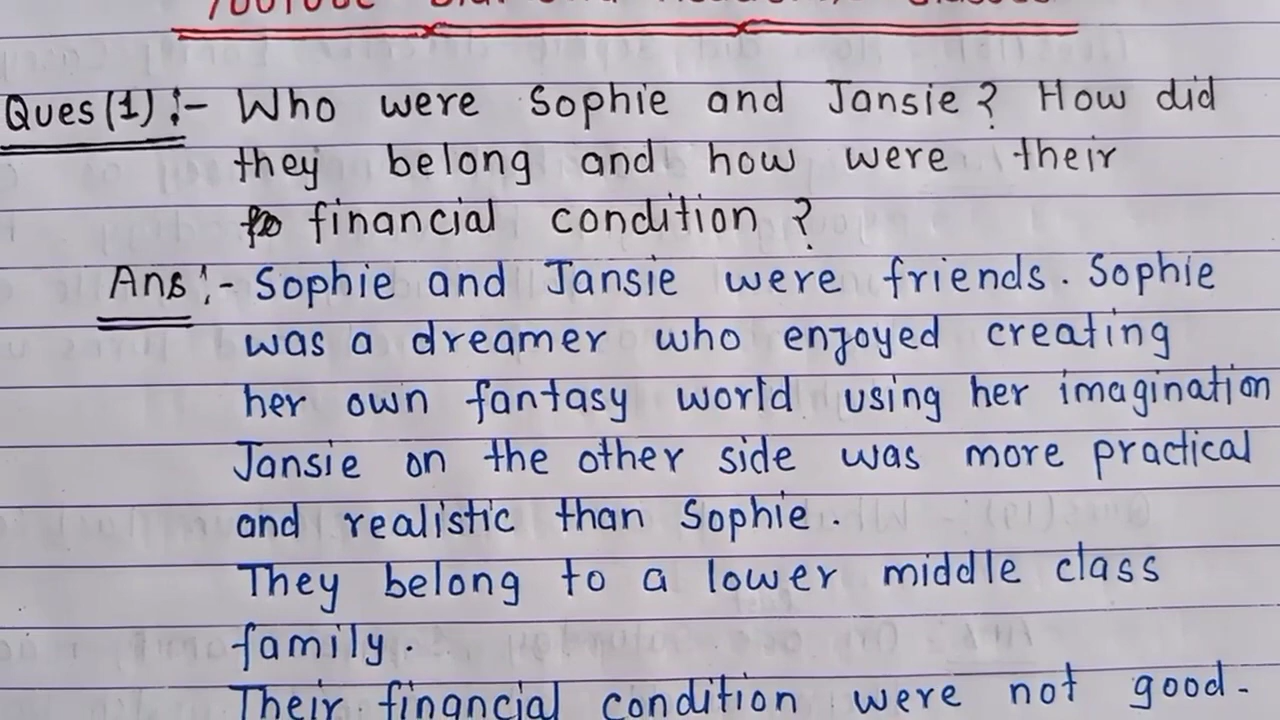 Ques (1) :- Who were Sophie and Jansie? How did
they belong and how were their
financial condition ?
Ans :- Sophie and Jansie were friends. Sophie
was a dreamer who enjoyed creating
her own fantasy world using her imagination
Jansie on the other side was more practical
and realistic than Sophie.
They belong to a lower middle class
family.
Their financial condition were not good-